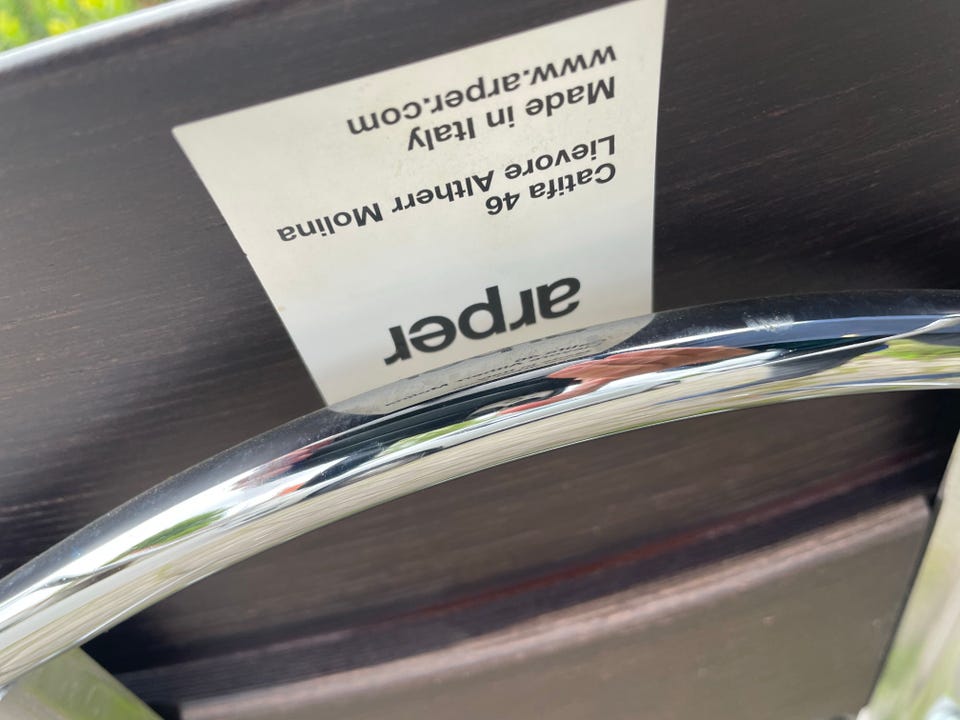 arper
Catifa 46
Lievore Altherr Molina
Made in Italy
www.arper.com